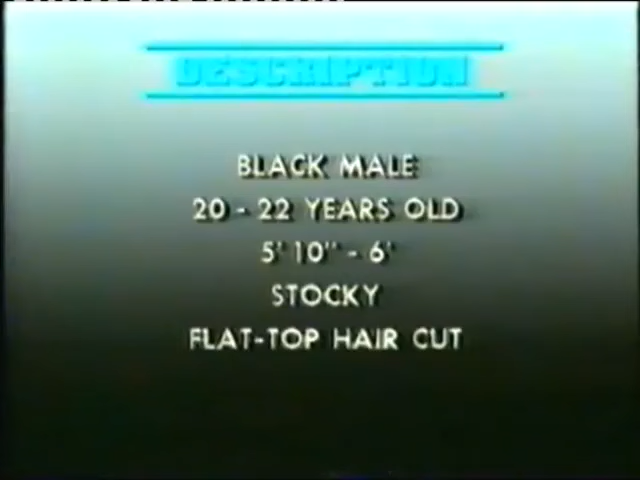 DESCRIPTION
BLACK MALE
20 - 22 YEARS OLD
5' 10" - 6'
STOCKY
FLAT-TOP HAIR CUT